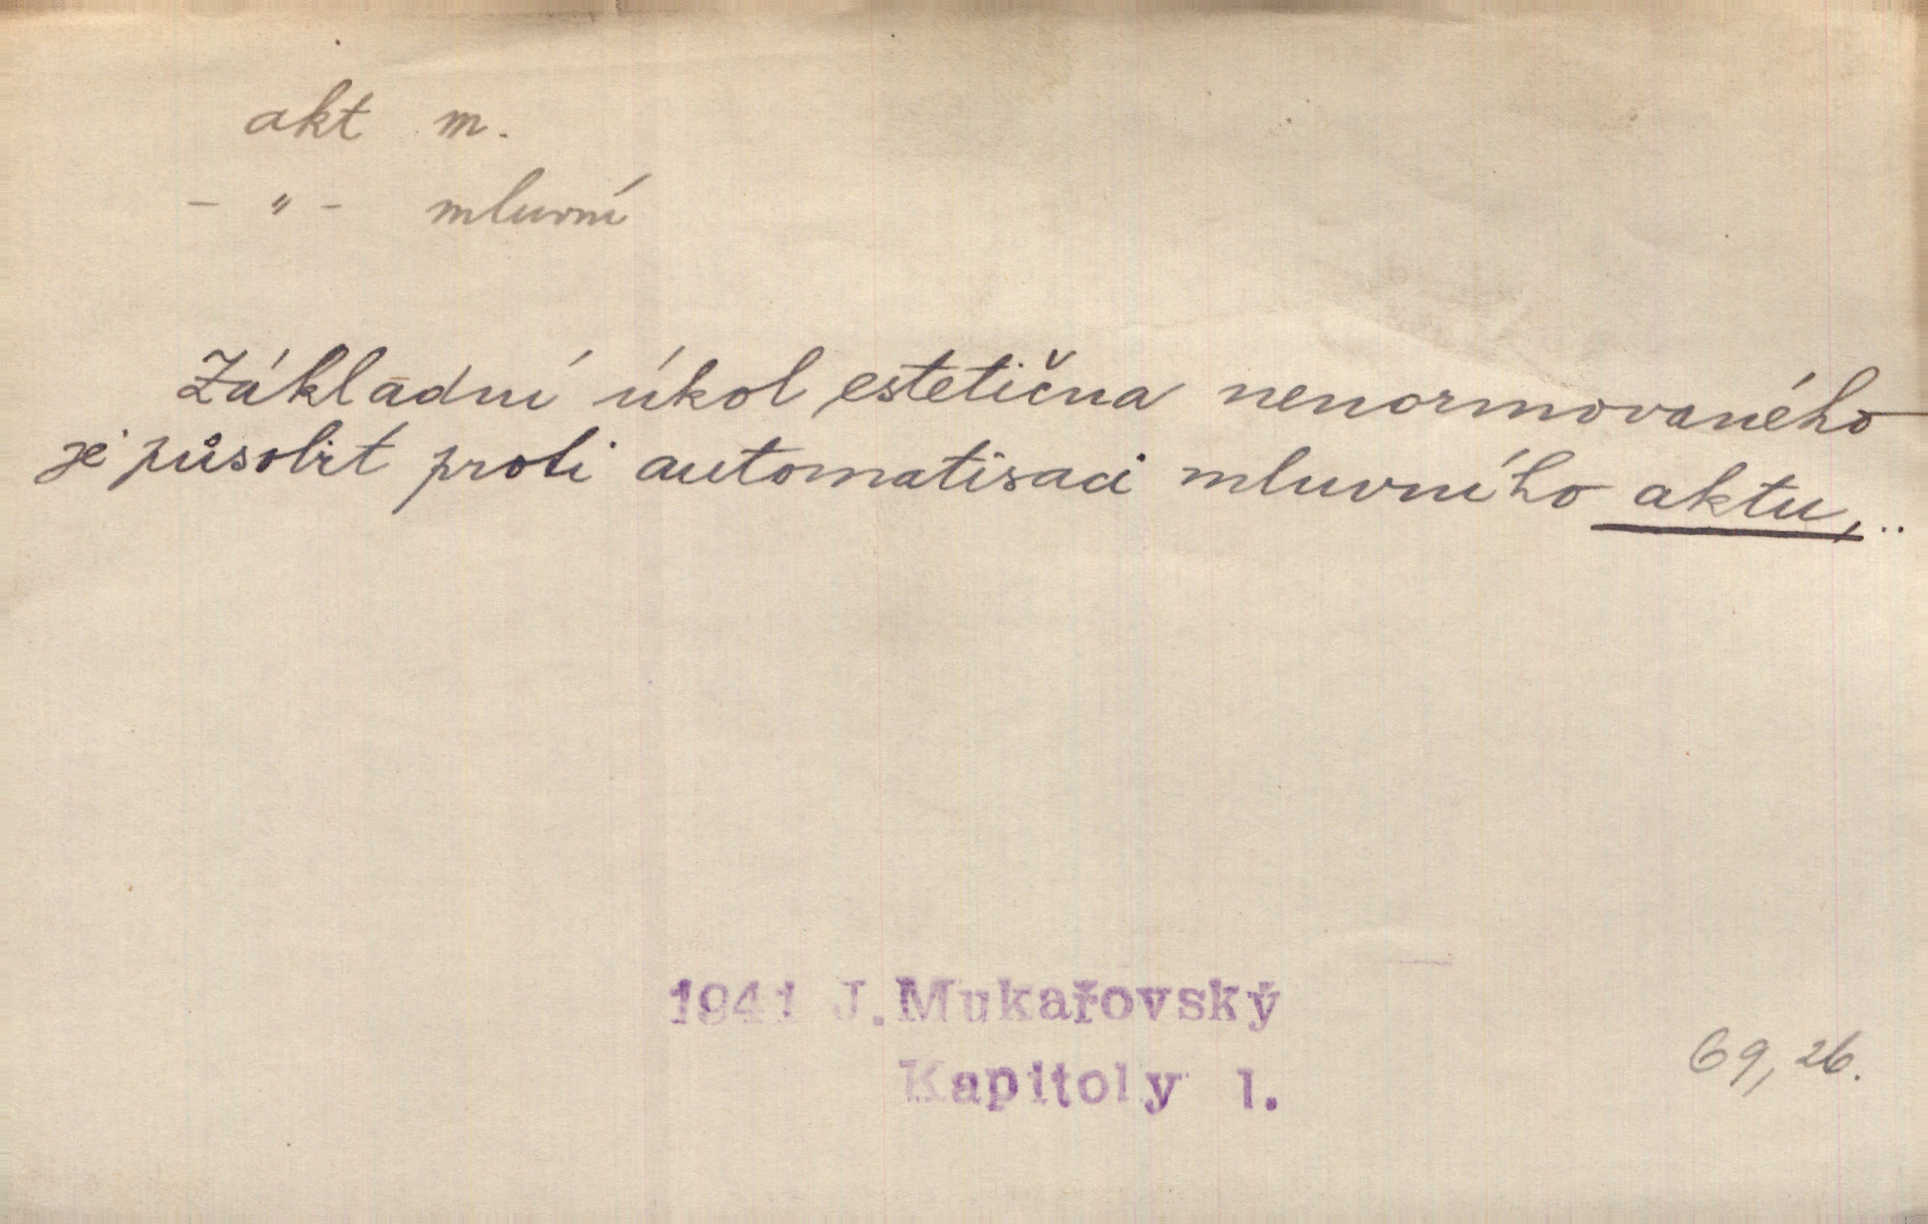 akt m.
- " - mluvní
Základní úkol estetična nenormovaného
je působit proti automatisaci mluvního aktu,..
1941 J.Mukařovský
Kapitoly 1.
69,26.